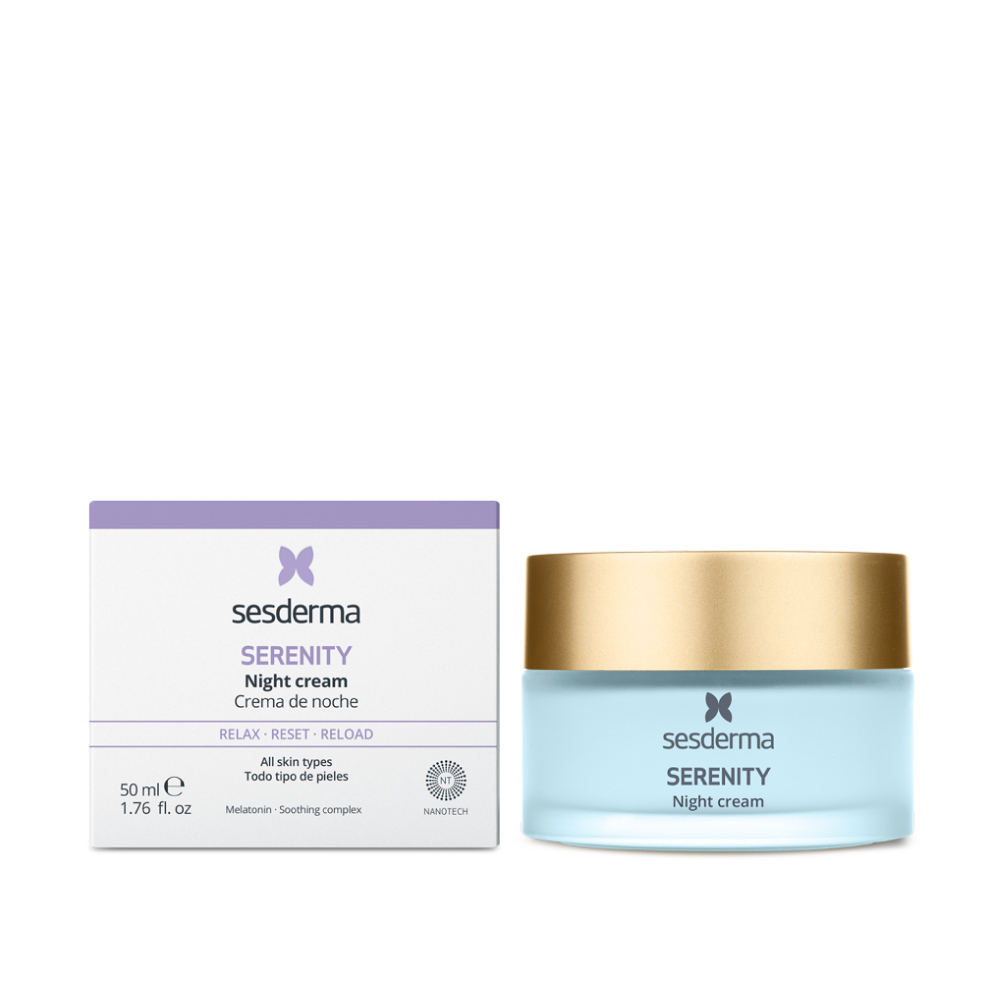 sesderma
SERENITY
Night cream
Crema de noche
RELAX · RESET · RELOAD
All skin types
Todo tipo de pieles
50 ml ℮
1.76 fl. oz
Melatonin · Soothing complex
NT
NANOTECH
sesderma
SERENITY
Night cream